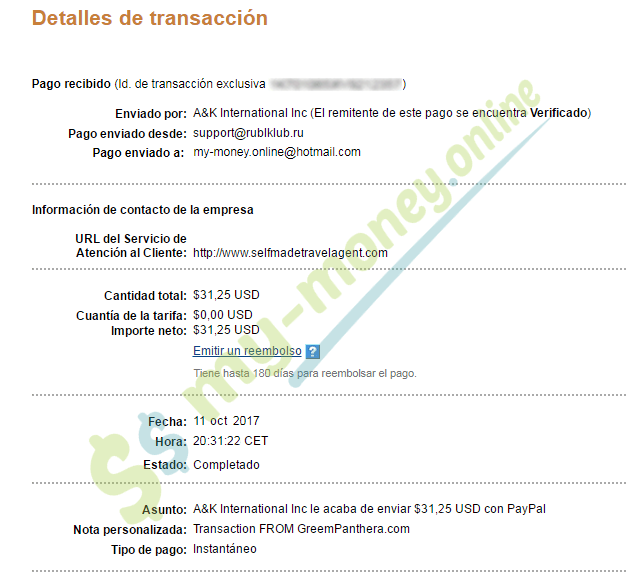 Detalles de transacción
Pago recibido (Id. de transacción exclusiva )
Enviado por: A&K International Inc (El remitente de este pago se encuentra Verificado)
Pago enviado desde: support@rublklub.ru
Pago enviado a: my-money.online@hotmail.com
Información de contacto de la empresa
URL del Servicio de
Atención al Cliente: http://www.selfmadetravelagent.com
Cantidad total: $31,25 USD
Cuantía de la tarifa: $0,00 USD
Importe neto: $31,25 USD
Emitir un reembolso ?
Tiene hasta 180 días para reembolsar el pago.
Fecha: 11 oct 2017
Hora: 20:31:22 CET
Estado: Completado
Asunto: A&K International Inc le acaba de enviar $31,25 USD con PayPal
Nota personalizada: Transaction FROM GreemPanthera.com
Tipo de pago: Instantáneo
$$ my-money.online